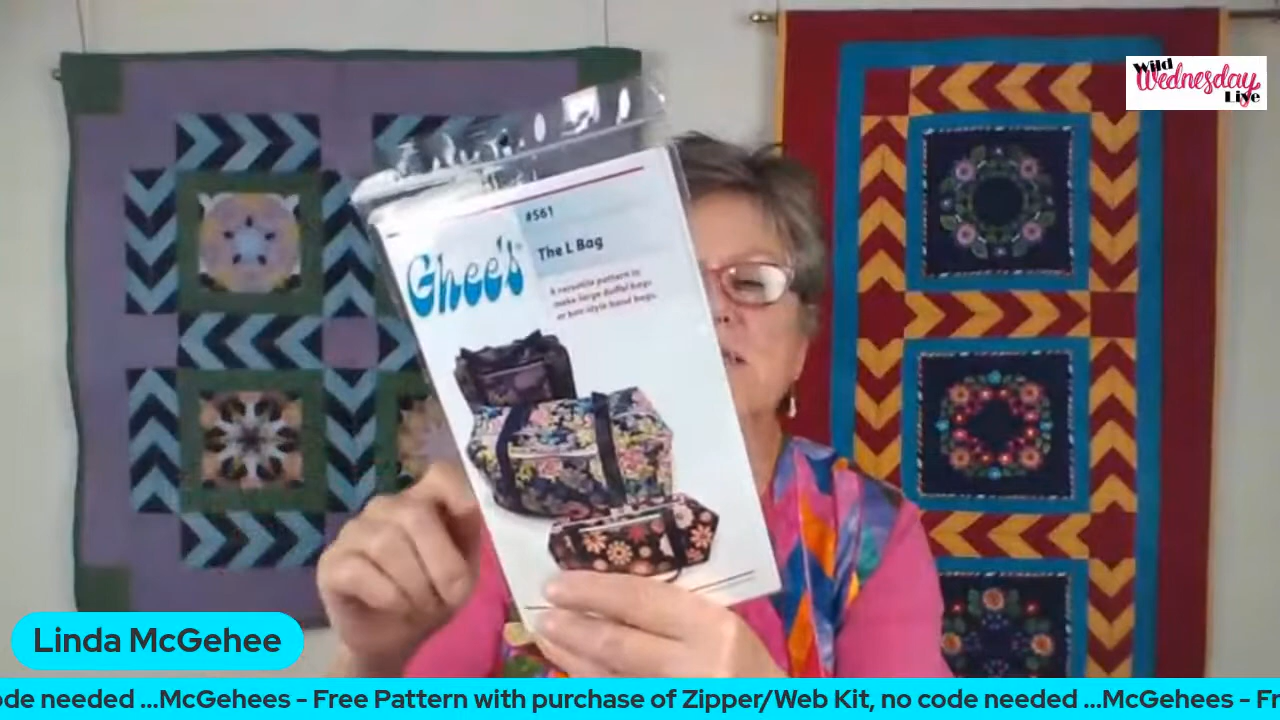 Wild
Wednesday
Live
#561
Ghee's
The L Bag
A versatile pattern to
make large duffel bags
or box-style hand bags.
Linda McGehee
ode needed ...McGehees - Free Pattern with purchase of Zipper/Web Kit, no code needed ...McGehees - Fr